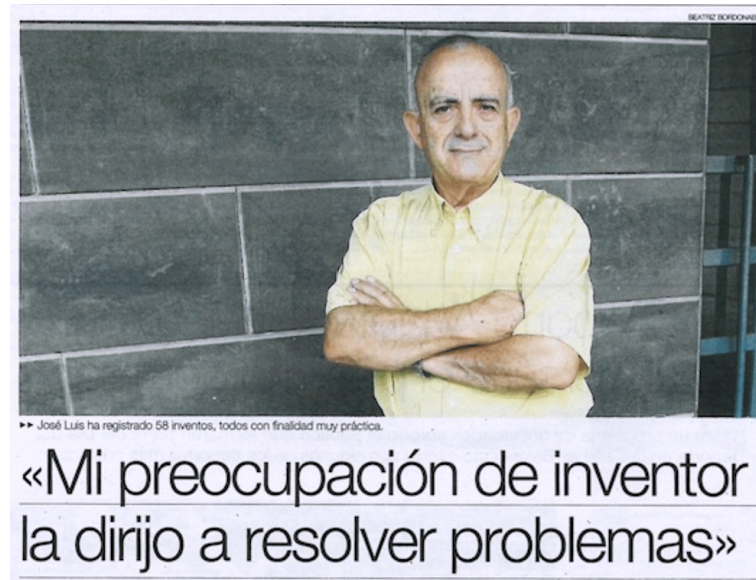 BEATRIZ BORDONAS
▸▸ José Luis ha registrado 58 inventos, todos con finalidad muy práctica.
«Mi preocupación de inventor
la dirijo a resolver problemas»